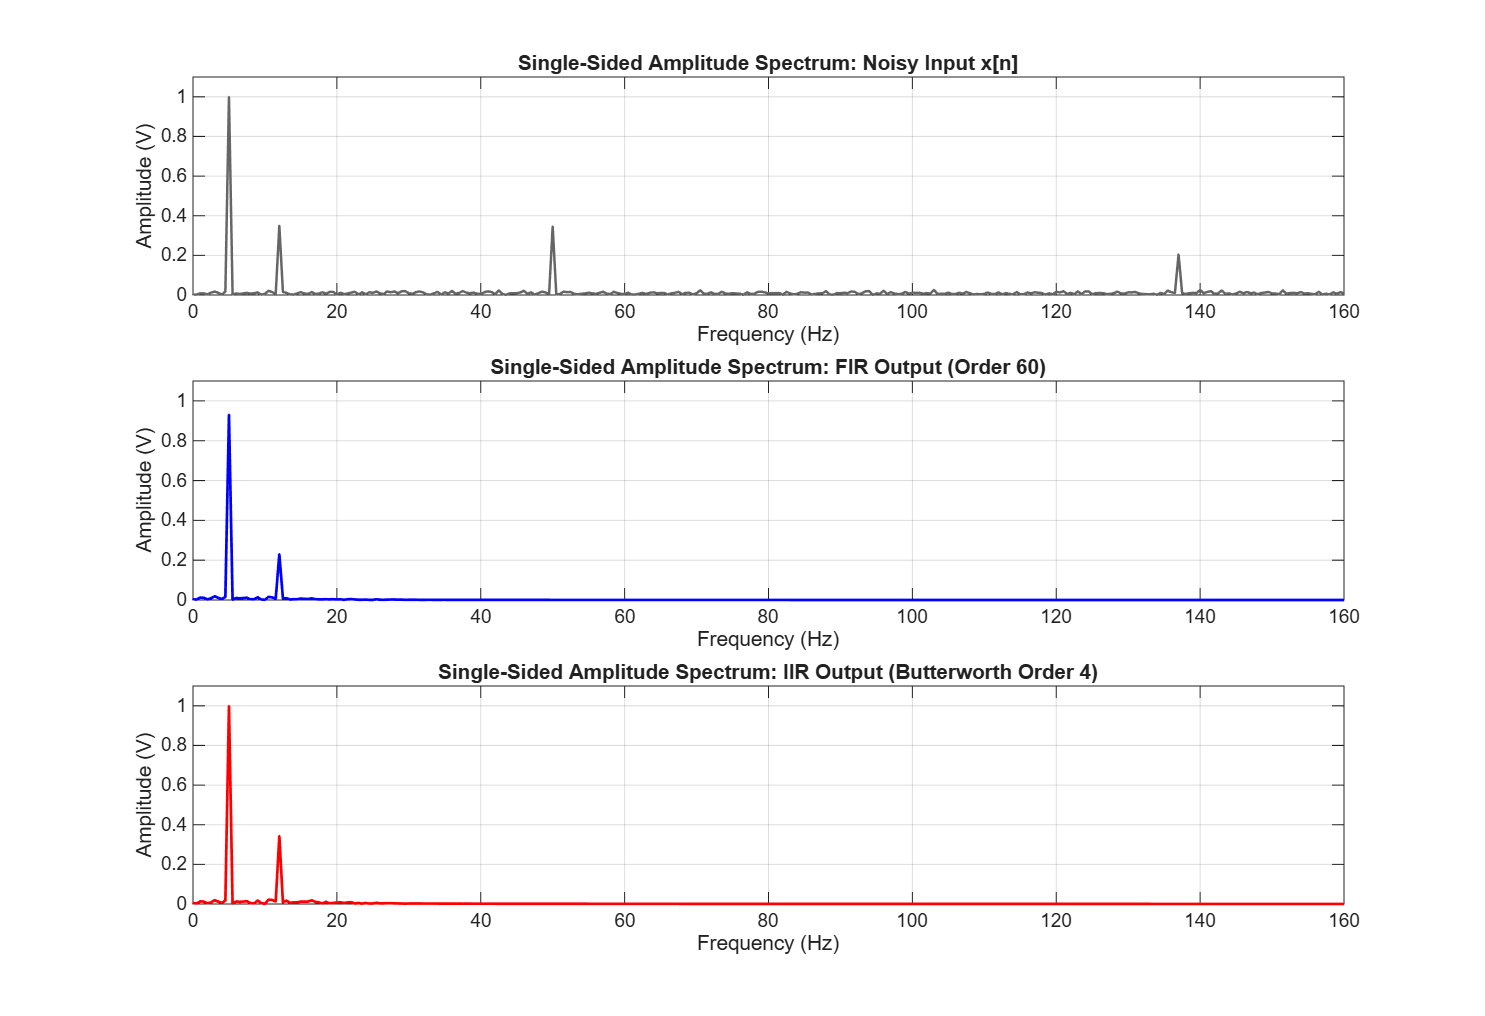 Single-Sided Amplitude Spectrum: Noisy Input x[n]
Amplitude (V)
1
0.8
0.6
0.4
0.2
0
0 20 40 60 80 100 120 140 160
Frequency (Hz)
Single-Sided Amplitude Spectrum: FIR Output (Order 60)
Amplitude (V)
1
0.8
0.6
0.4
0.2
0
0 20 40 60 80 100 120 140 160
Frequency (Hz)
Single-Sided Amplitude Spectrum: IIR Output (Butterworth Order 4)
Amplitude (V)
1
0.8
0.6
0.4
0.2
0
0 20 40 60 80 100 120 140 160
Frequency (Hz)